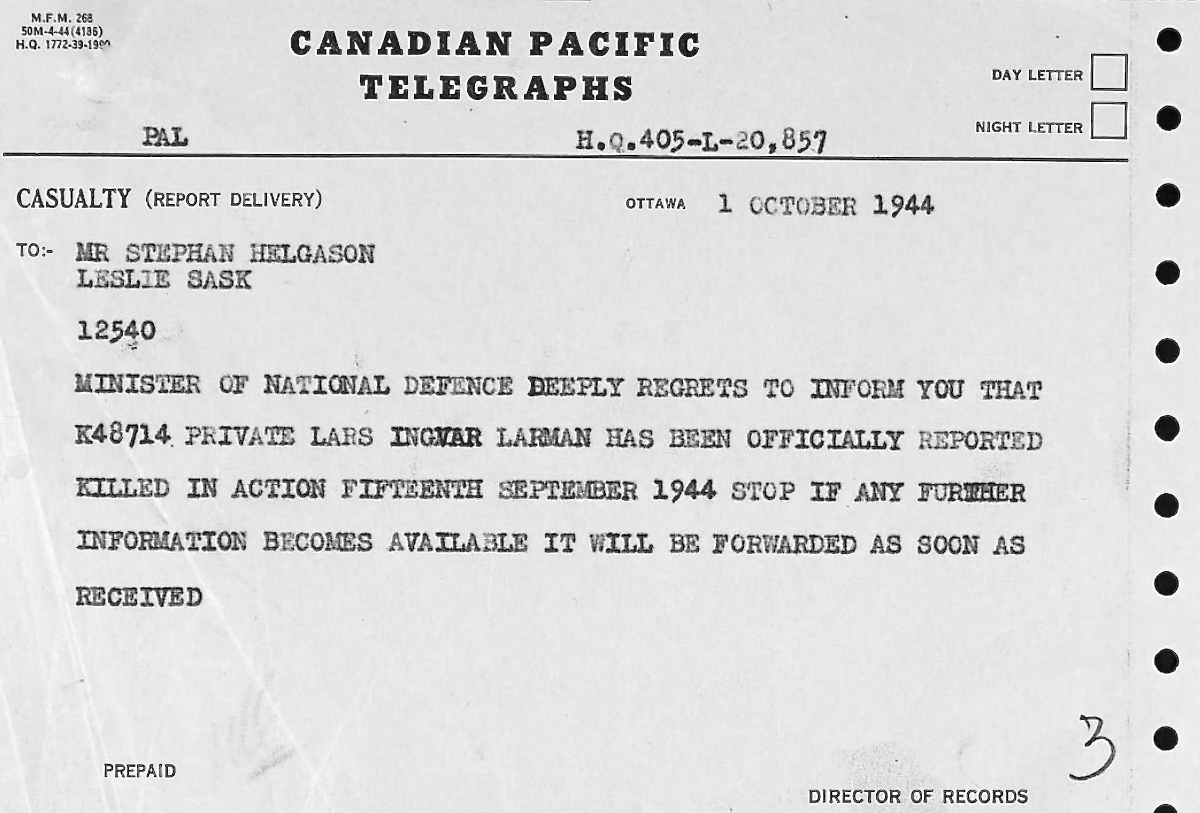 M.F.M. 268
50M-4-44(4186)
H.Q. 1772-39-1980
CANADIAN PACIFIC
TELEGRAPHS
DAY LETTER
NIGHT LETTER
PAL H.Q.405-L-20,857
CASUALTY (REPORT DELIVERY) OTTAWA 1 OCTOBER 1944
TO:- MR STEPHAN HELGASON
LESLIE SASK
12540
MINISTER OF NATIONAL DEFENCE DEEPLY REGRETS TO INFORM YOU THAT
K48714 PRIVATE LARS INGVAR LARMAN HAS BEEN OFFICIALLY REPORTED
KILLED IN ACTION FIFTEENTH SEPTEMBER 1944 STOP IF ANY FURTHER
INFORMATION BECOMES AVAILABLE IT WILL BE FORWARDED AS SOON AS
RECEIVED
3
PREPAID
DIRECTOR OF RECORDS